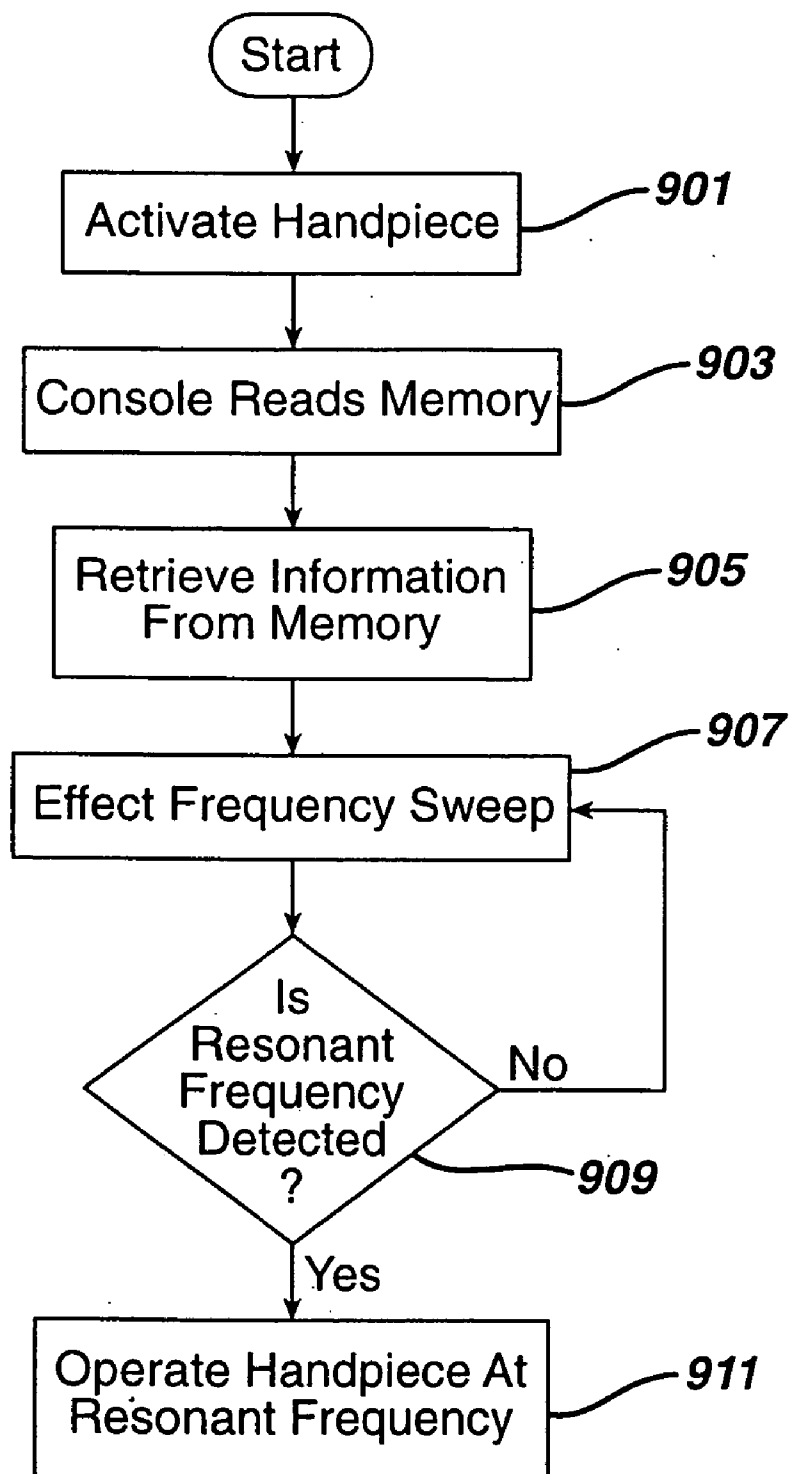 Start
Activate Handpiece
901
Console Reads Memory
903
Retrieve Information
From Memory
905
Effect Frequency Sweep
907
Is
Resonant
Frequency
Detected
?
No
909
Yes
Operate Handpiece At
Resonant Frequency
911